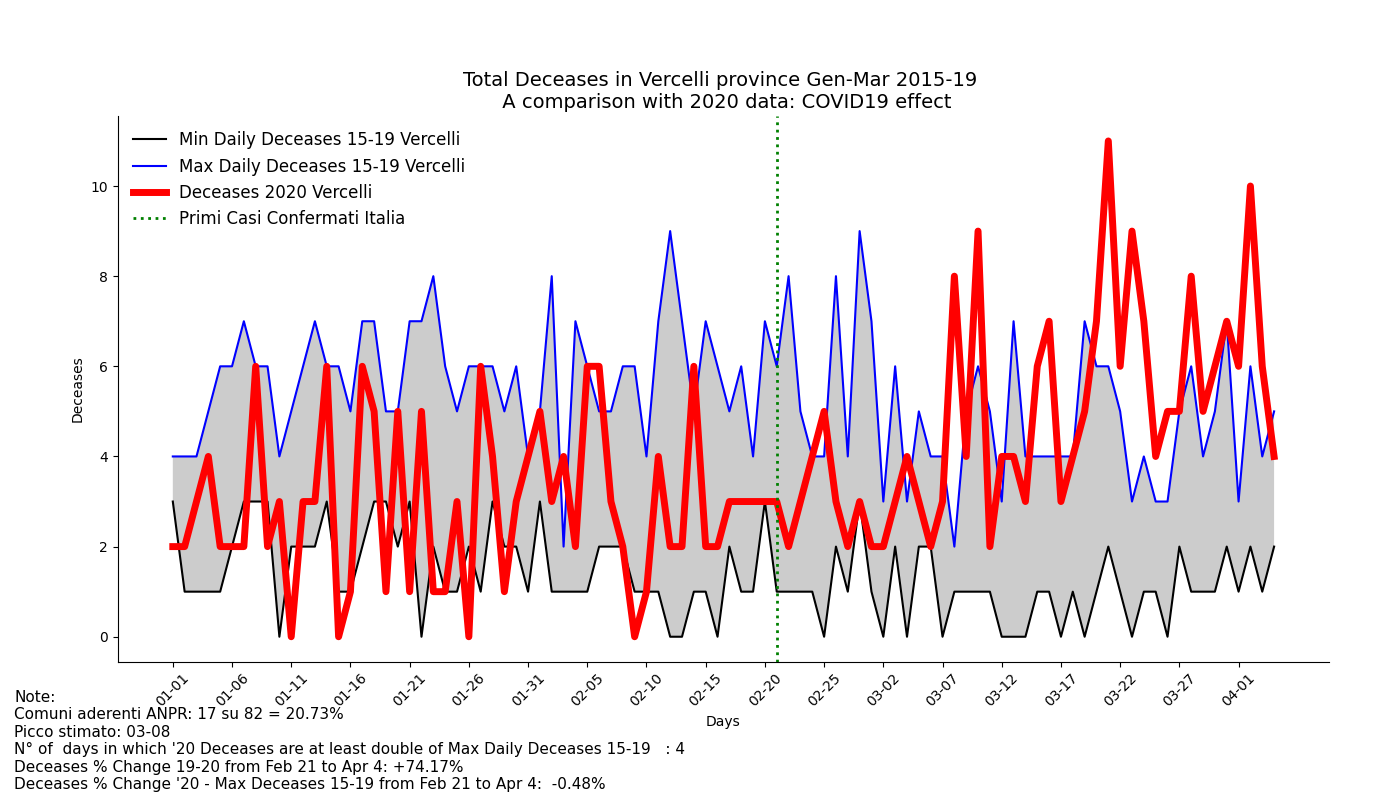 Total Deceases in Vercelli province Gen-Mar 2015-19
A comparison with 2020 data: COVID19 effect
Min Daily Deceases 15-19 Vercelli
Max Daily Deceases 15-19 Vercelli
Deceases 2020 Vercelli
Primi Casi Confermati Italia
Deceases
10
8
6
4
2
0
01-01
01-06
01-11
01-16
01-21
01-26
01-31
02-05
02-10
02-15
02-20
02-25
03-02
03-07
03-12
03-17
03-22
03-27
04-01
Days
Note:
Comuni aderenti ANPR: 17 su 82 = 20.73%
Picco stimato: 03-08
N° of  days in which '20 Deceases are at least double of Max Daily Deceases 15-19   : 4
Deceases % Change 19-20 from Feb 21 to Apr 4: +74.17%
Deceases % Change '20 - Max Deceases 15-19 from Feb 21 to Apr 4:  -0.48%